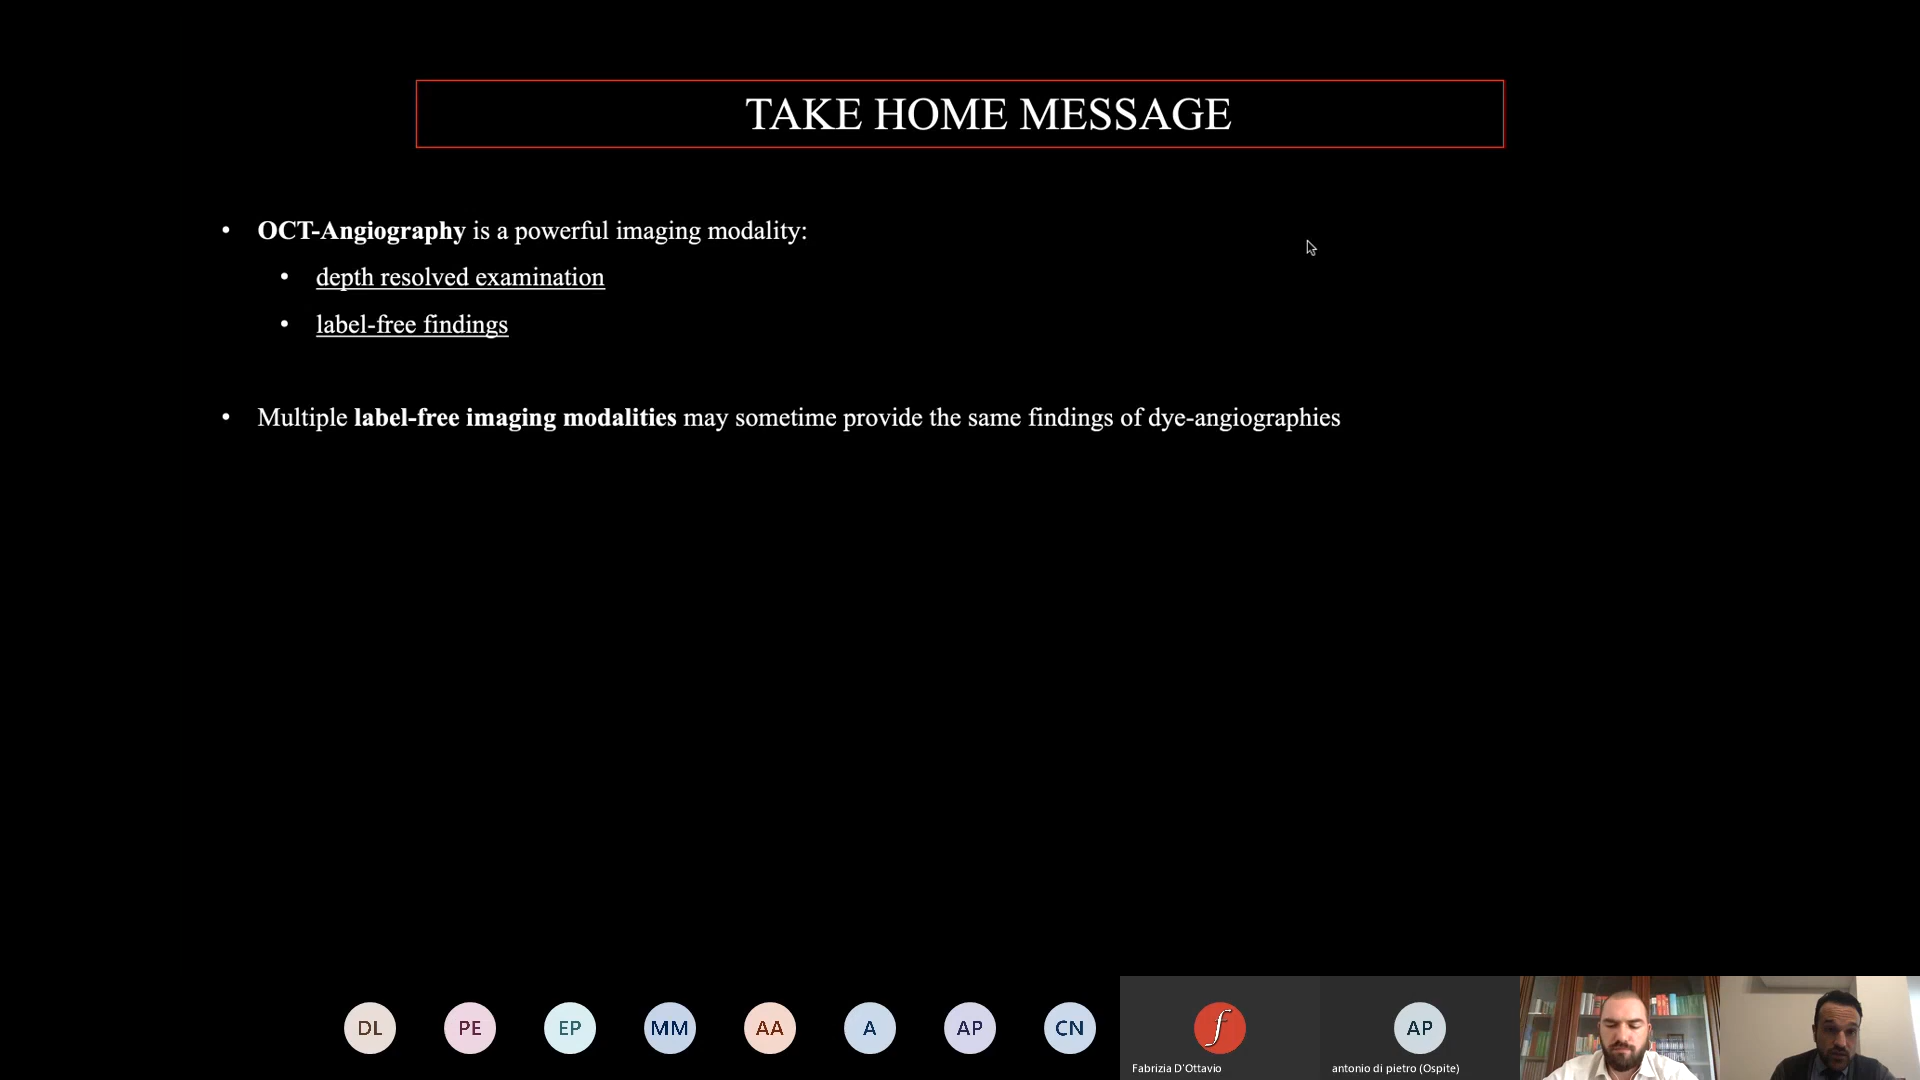 TAKE HOME MESSAGE
• OCT-Angiography is a powerful imaging modality:
• depth resolved examination
• label-free findings
• Multiple label-free imaging modalities may sometime provide the same findings of dye-angiographies
DL PE EP MM AA A AP CN f AP
Fabrizia D'Ottavio antonio di pietro (Ospite)